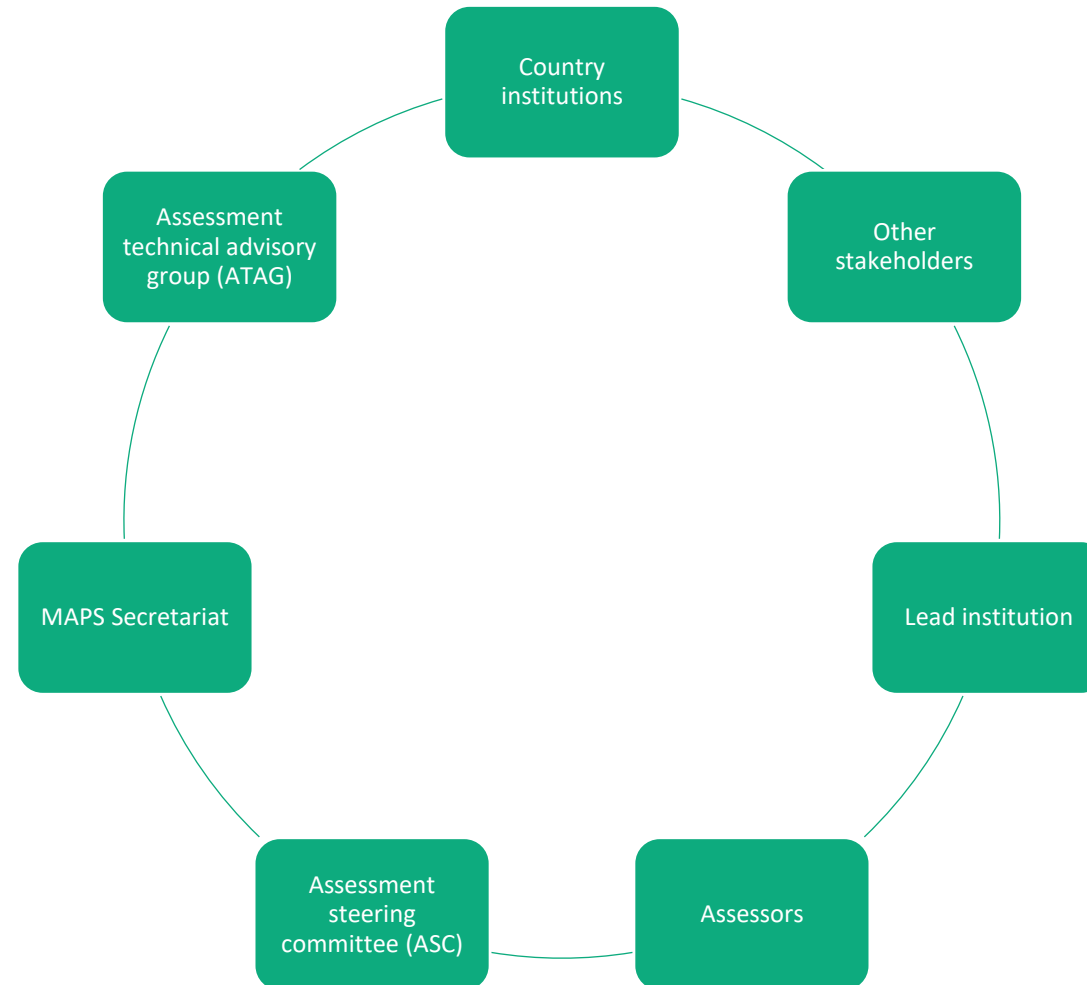 Country
institutions
Other
stakeholders
Lead institution
Assessors
Assessment
steering
committee (ASC)
MAPS Secretariat
Assessment
technical advisory
group (ATAG)